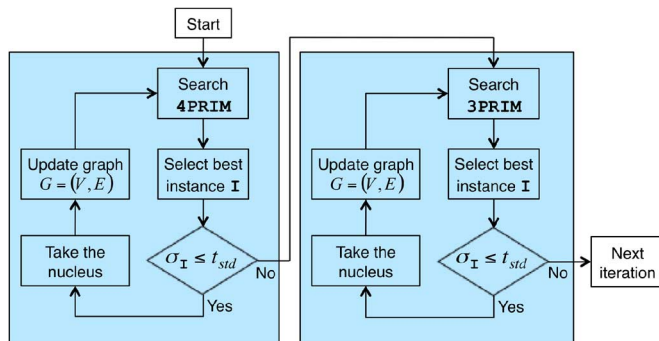 Start
Search
4PRIM
Select best
instance I
σI ≤ tstd
No
Yes
Take the
nucleus
Update graph
G = (V, E)
Search
3PRIM
Select best
instance I
σI ≤ tstd
No
Yes
Take the
nucleus
Update graph
G = (V, E)
Next
iteration